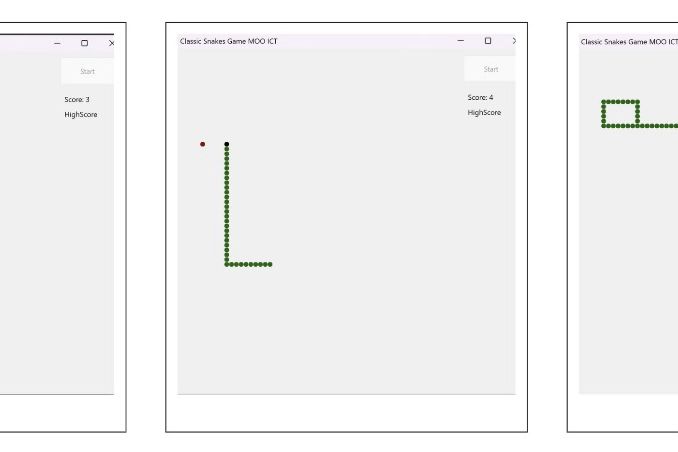 Start
Score: 3
HighScore
Classic Snakes Game MOO ICT
Start
Score: 4
HighScore
Classic Snakes Game MOO ICT